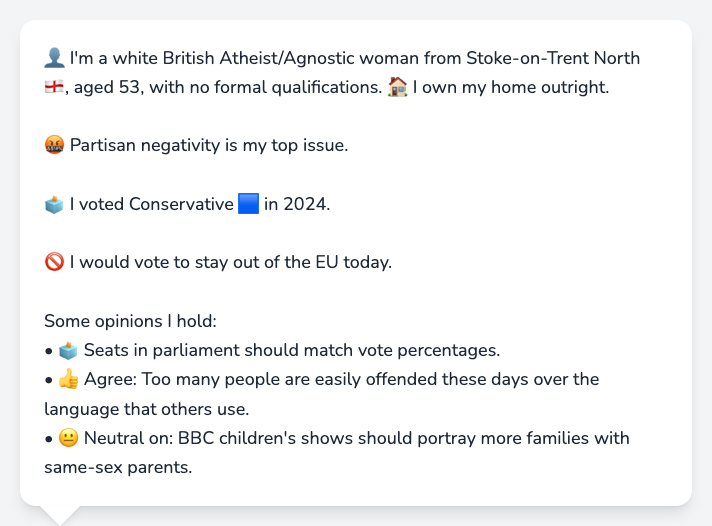 👤 I'm a white British Atheist/Agnostic woman from Stoke-on-Trent North
🏴󠁧󠁢󠁥󠁮󠁧󠁿, aged 53, with no formal qualifications. 🏠 I own my home outright.
🤬 Partisan negativity is my top issue.
🗳️ I voted Conservative 🟦 in 2024.
🚫 I would vote to stay out of the EU today.
Some opinions I hold:
• 🗳️ Seats in parliament should match vote percentages.
• 👍 Agree: Too many people are easily offended these days over the
language that others use.
• 😐 Neutral on: BBC children's shows should portray more families with
same-sex parents.